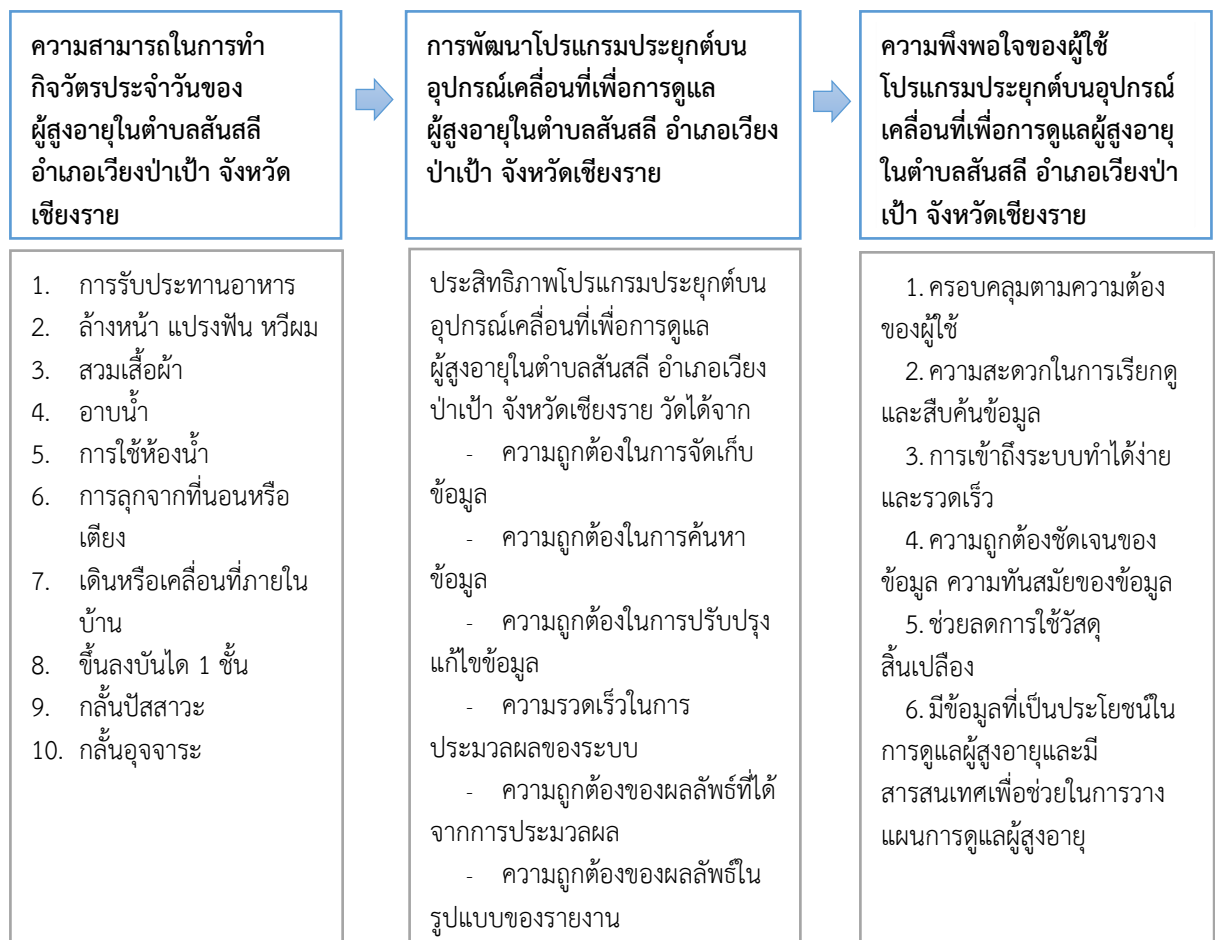 ความสามารถในการทำ
กิจวัตรประจำวันของ
ผู้สูงอายุในตำบลสันสลี
อำเภอเวียงป่าเป้า จังหวัด
เชียงราย
การพัฒนาโปรแกรมประยุกต์บน
อุปกรณ์เคลื่อนที่เพื่อการดูแล
ผู้สูงอายุในตำบลสันสลี อำเภอเวียง
ป่าเป้า จังหวัดเชียงราย
ความพึงพอใจของผู้ใช้
โปรแกรมประยุกต์บนอุปกรณ์
เคลื่อนที่เพื่อการดูแลผู้สูงอายุ
ในตำบลสันสลี อำเภอเวียงป่า
เป้า จังหวัดเชียงราย
1. การรับประทานอาหาร
2. ล้างหน้า แปรงฟัน หวีผม
3. สวมเสื้อผ้า
4. อาบน้ำ
5. การใช้ห้องน้ำ
6. การลุกจากที่นอนหรือ
เตียง
7. เดินหรือเคลื่อนที่ภายใน
บ้าน
8. ขึ้นลงบันได 1 ชั้น
9. กลั้นปัสสาวะ
10. กลั้นอุจจาระ
ประสิทธิภาพโปรแกรมประยุกต์บน
อุปกรณ์เคลื่อนที่เพื่อการดูแล
ผู้สูงอายุในตำบลสันสลี อำเภอเวียง
ป่าเป้า จังหวัดเชียงราย วัดได้จาก
- ความถูกต้องในการจัดเก็บ
ข้อมูล
- ความถูกต้องในการค้นหา
ข้อมูล
- ความถูกต้องในการปรับปรุง
แก้ไขข้อมูล
- ความรวดเร็วในการ
ประมวลผลของระบบ
- ความถูกต้องของผลลัพธ์ที่ได้
จากการประมวลผล
- ความถูกต้องของผลลัพธ์ใน
รูปแบบของรายงาน
1. ครอบคลุมตามความต้อง
ของผู้ใช้
2. ความสะดวกในการเรียกดู
และสืบค้นข้อมูล
3. การเข้าถึงระบบทำได้ง่าย
และรวดเร็ว
4. ความถูกต้องชัดเจนของ
ข้อมูล ความทันสมัยของข้อมูล
5. ช่วยลดการใช้วัสดุ
สิ้นเปลือง
6. มีข้อมูลที่เป็นประโยชน์ใน
การดูแลผู้สูงอายุและมี
สารสนเทศเพื่อช่วยในการวาง
แผนการดูแลผู้สูงอายุ